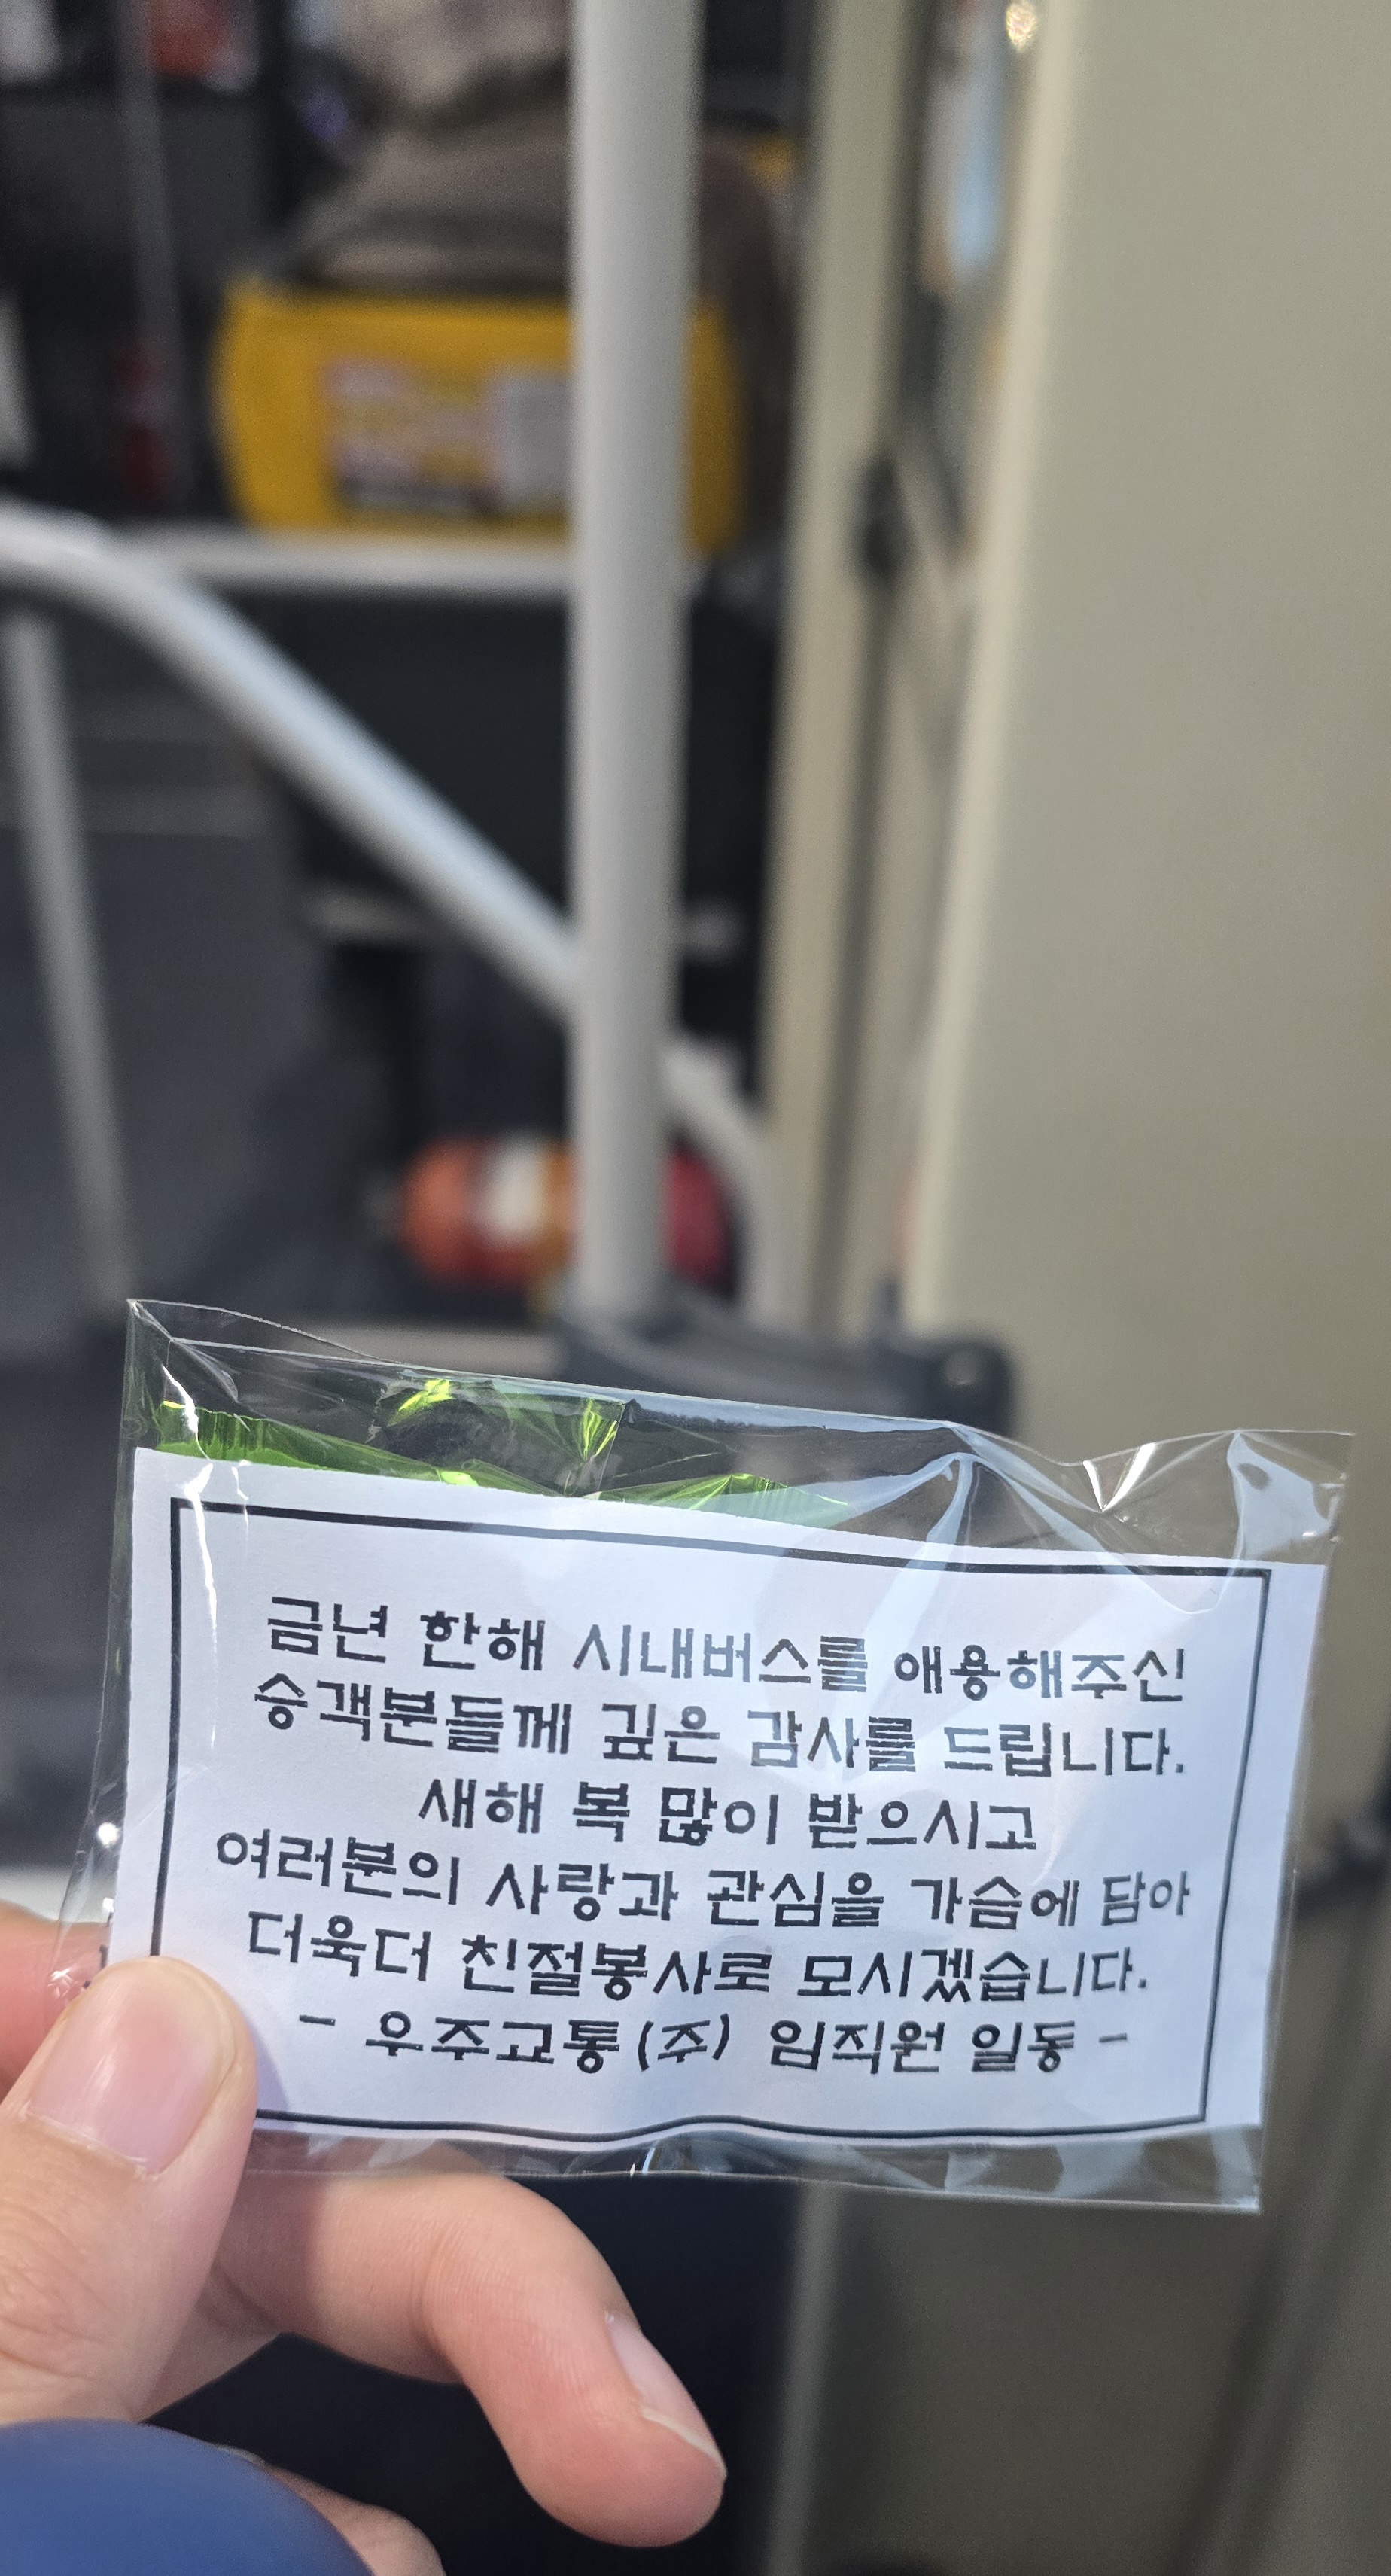 금년 한해 시내버스를 애용해주신
승객분들께 깊은 감사를 드립니다.
새해 복 많이 받으시고
여러분의 사랑과 관심을 가슴에 담아
더욱더 친절봉사로 모시겠습니다.
- 우주교통(주) 임직원 일동 -